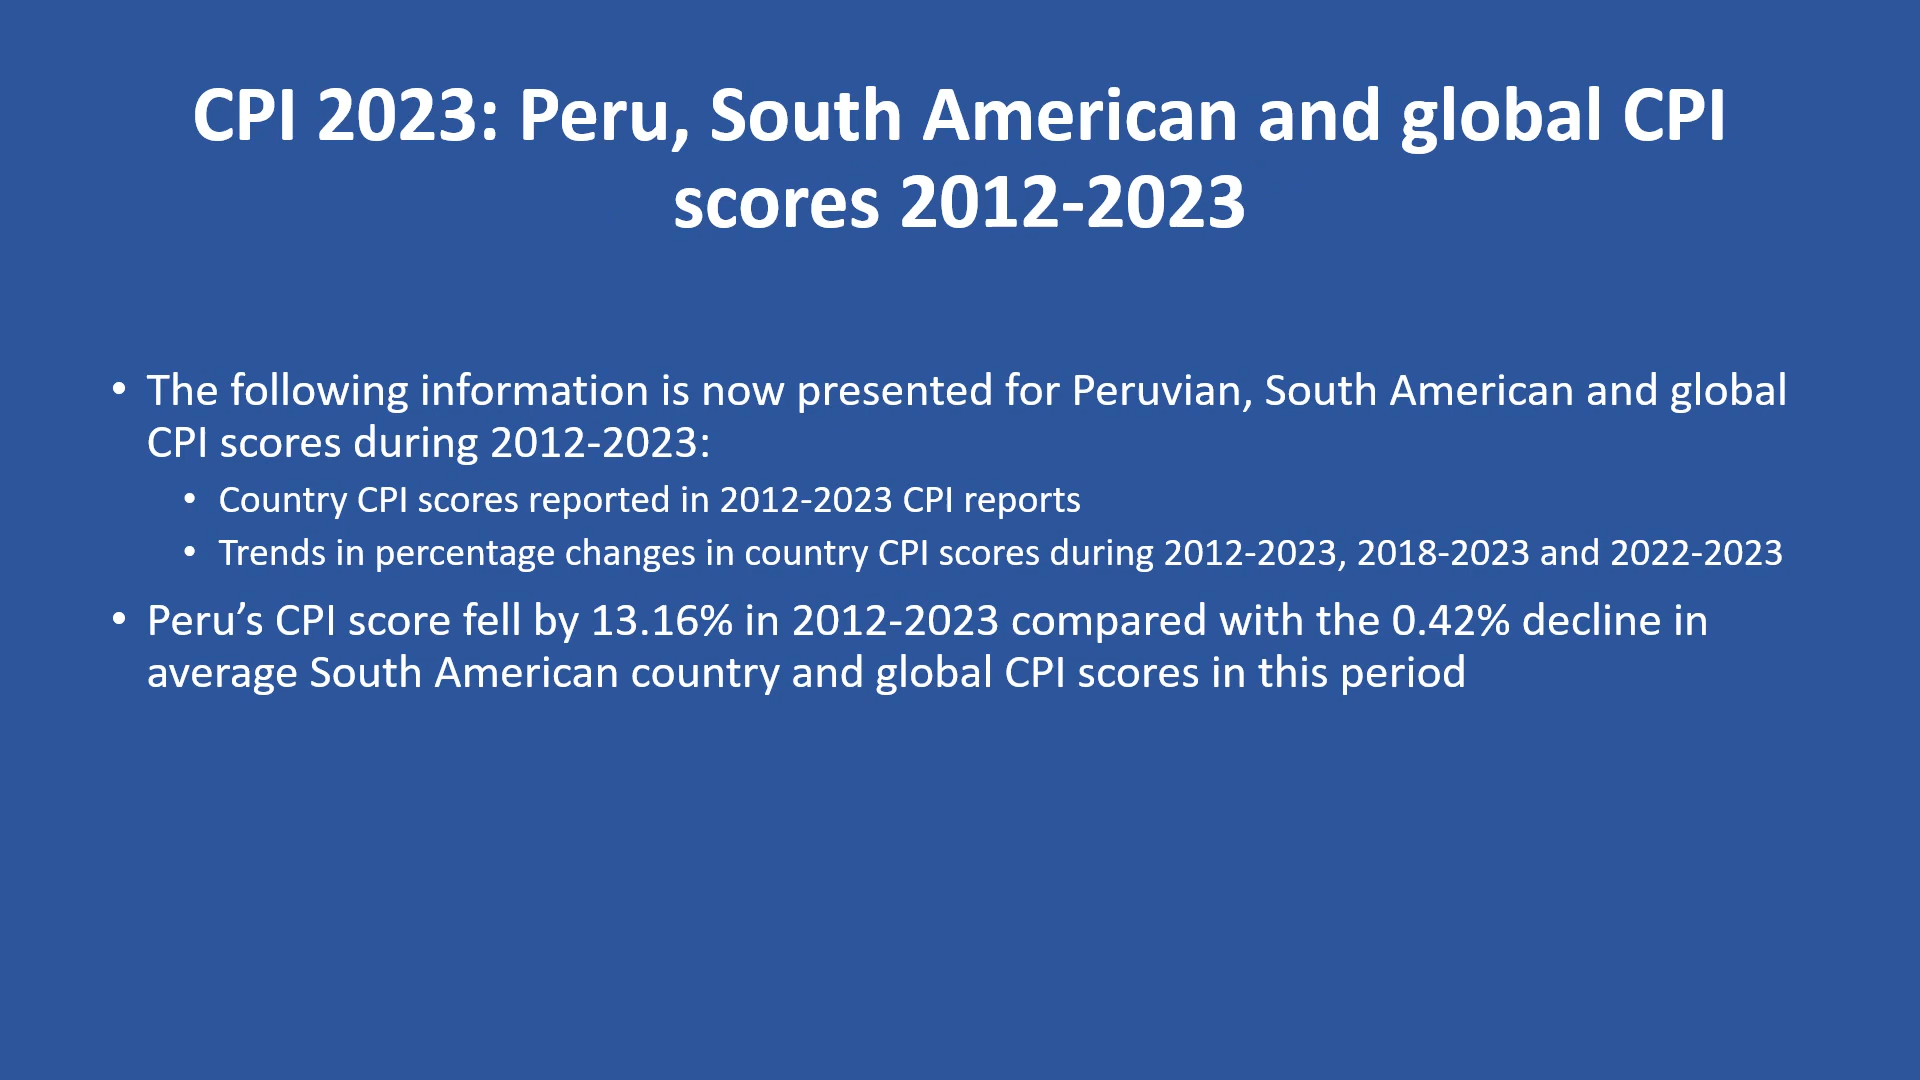 CPI 2023: Peru, South American and global CPI
scores 2012-2023
• The following information is now presented for Peruvian, South American and global
CPI scores during 2012-2023:
• Country CPI scores reported in 2012-2023 CPI reports
• Trends in percentage changes in country CPI scores during 2012-2023, 2018-2023 and 2022-2023
• Peru’s CPI score fell by 13.16% in 2012-2023 compared with the 0.42% decline in
average South American country and global CPI scores in this period